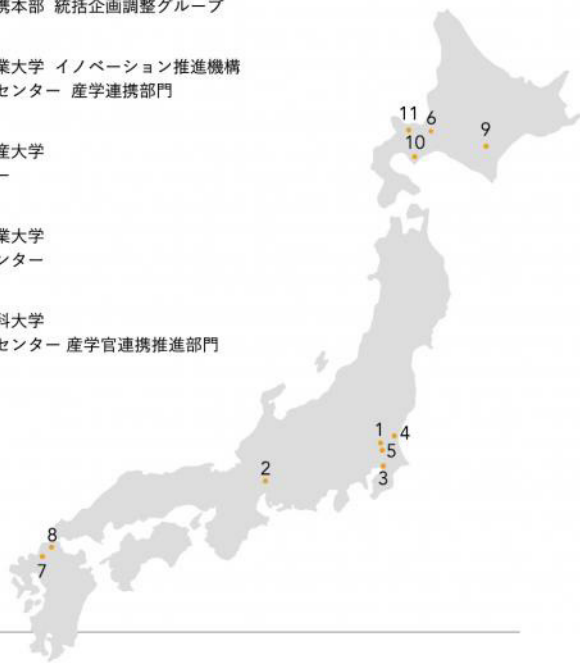 携本部 統括企画調整グループ
業大学 イノベーション推進機構
センター 産学連携部門
産大学
ー
業大学
ンター
科大学
センター 産学官連携推進部門
11
6
9
10
1
4
5
2
3
8
7